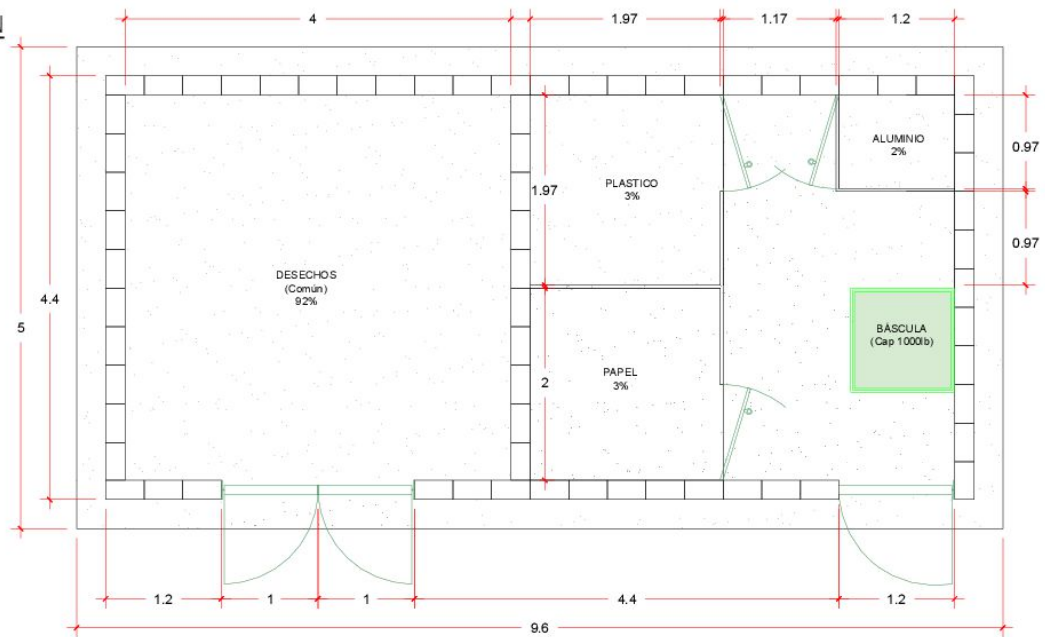 4
1.97
1.17
1.2
ALUMINIO
2%
0.97
PLASTICO
3%
1.97
0.97
DESECHOS
(Común)
92%
4.4
5
BÁSCULA
(Cap 1000lb)
PAPEL
3%
2
1.2
1
1
4.4
1.2
9.6